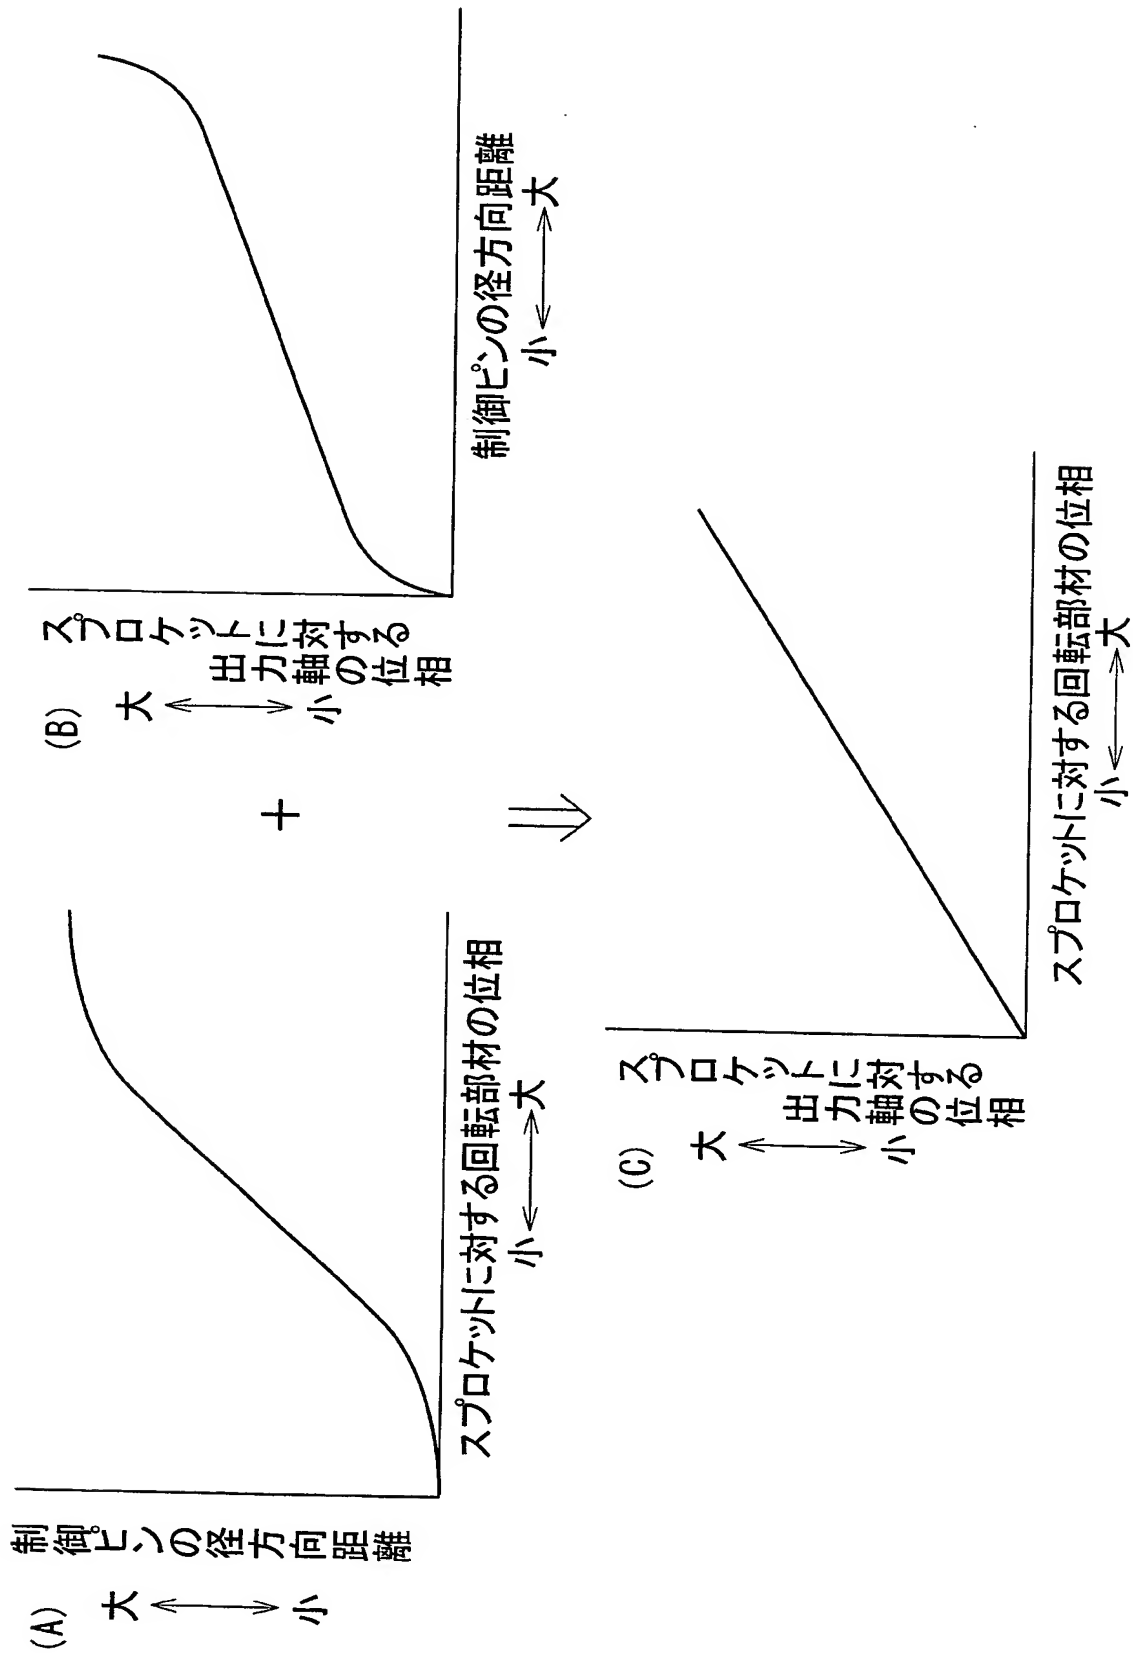 (A)
大
小
制御ピンの径方向距離
スプロケットに対する回転部材の位相
小 大
+
(B)
大
小
スプロケットに対する
出力軸の位相
制御ピンの径方向距離
小 大
(C)
大
小
スプロケットに対する
出力軸の位相
スプロケットに対する回転部材の位相
小 大